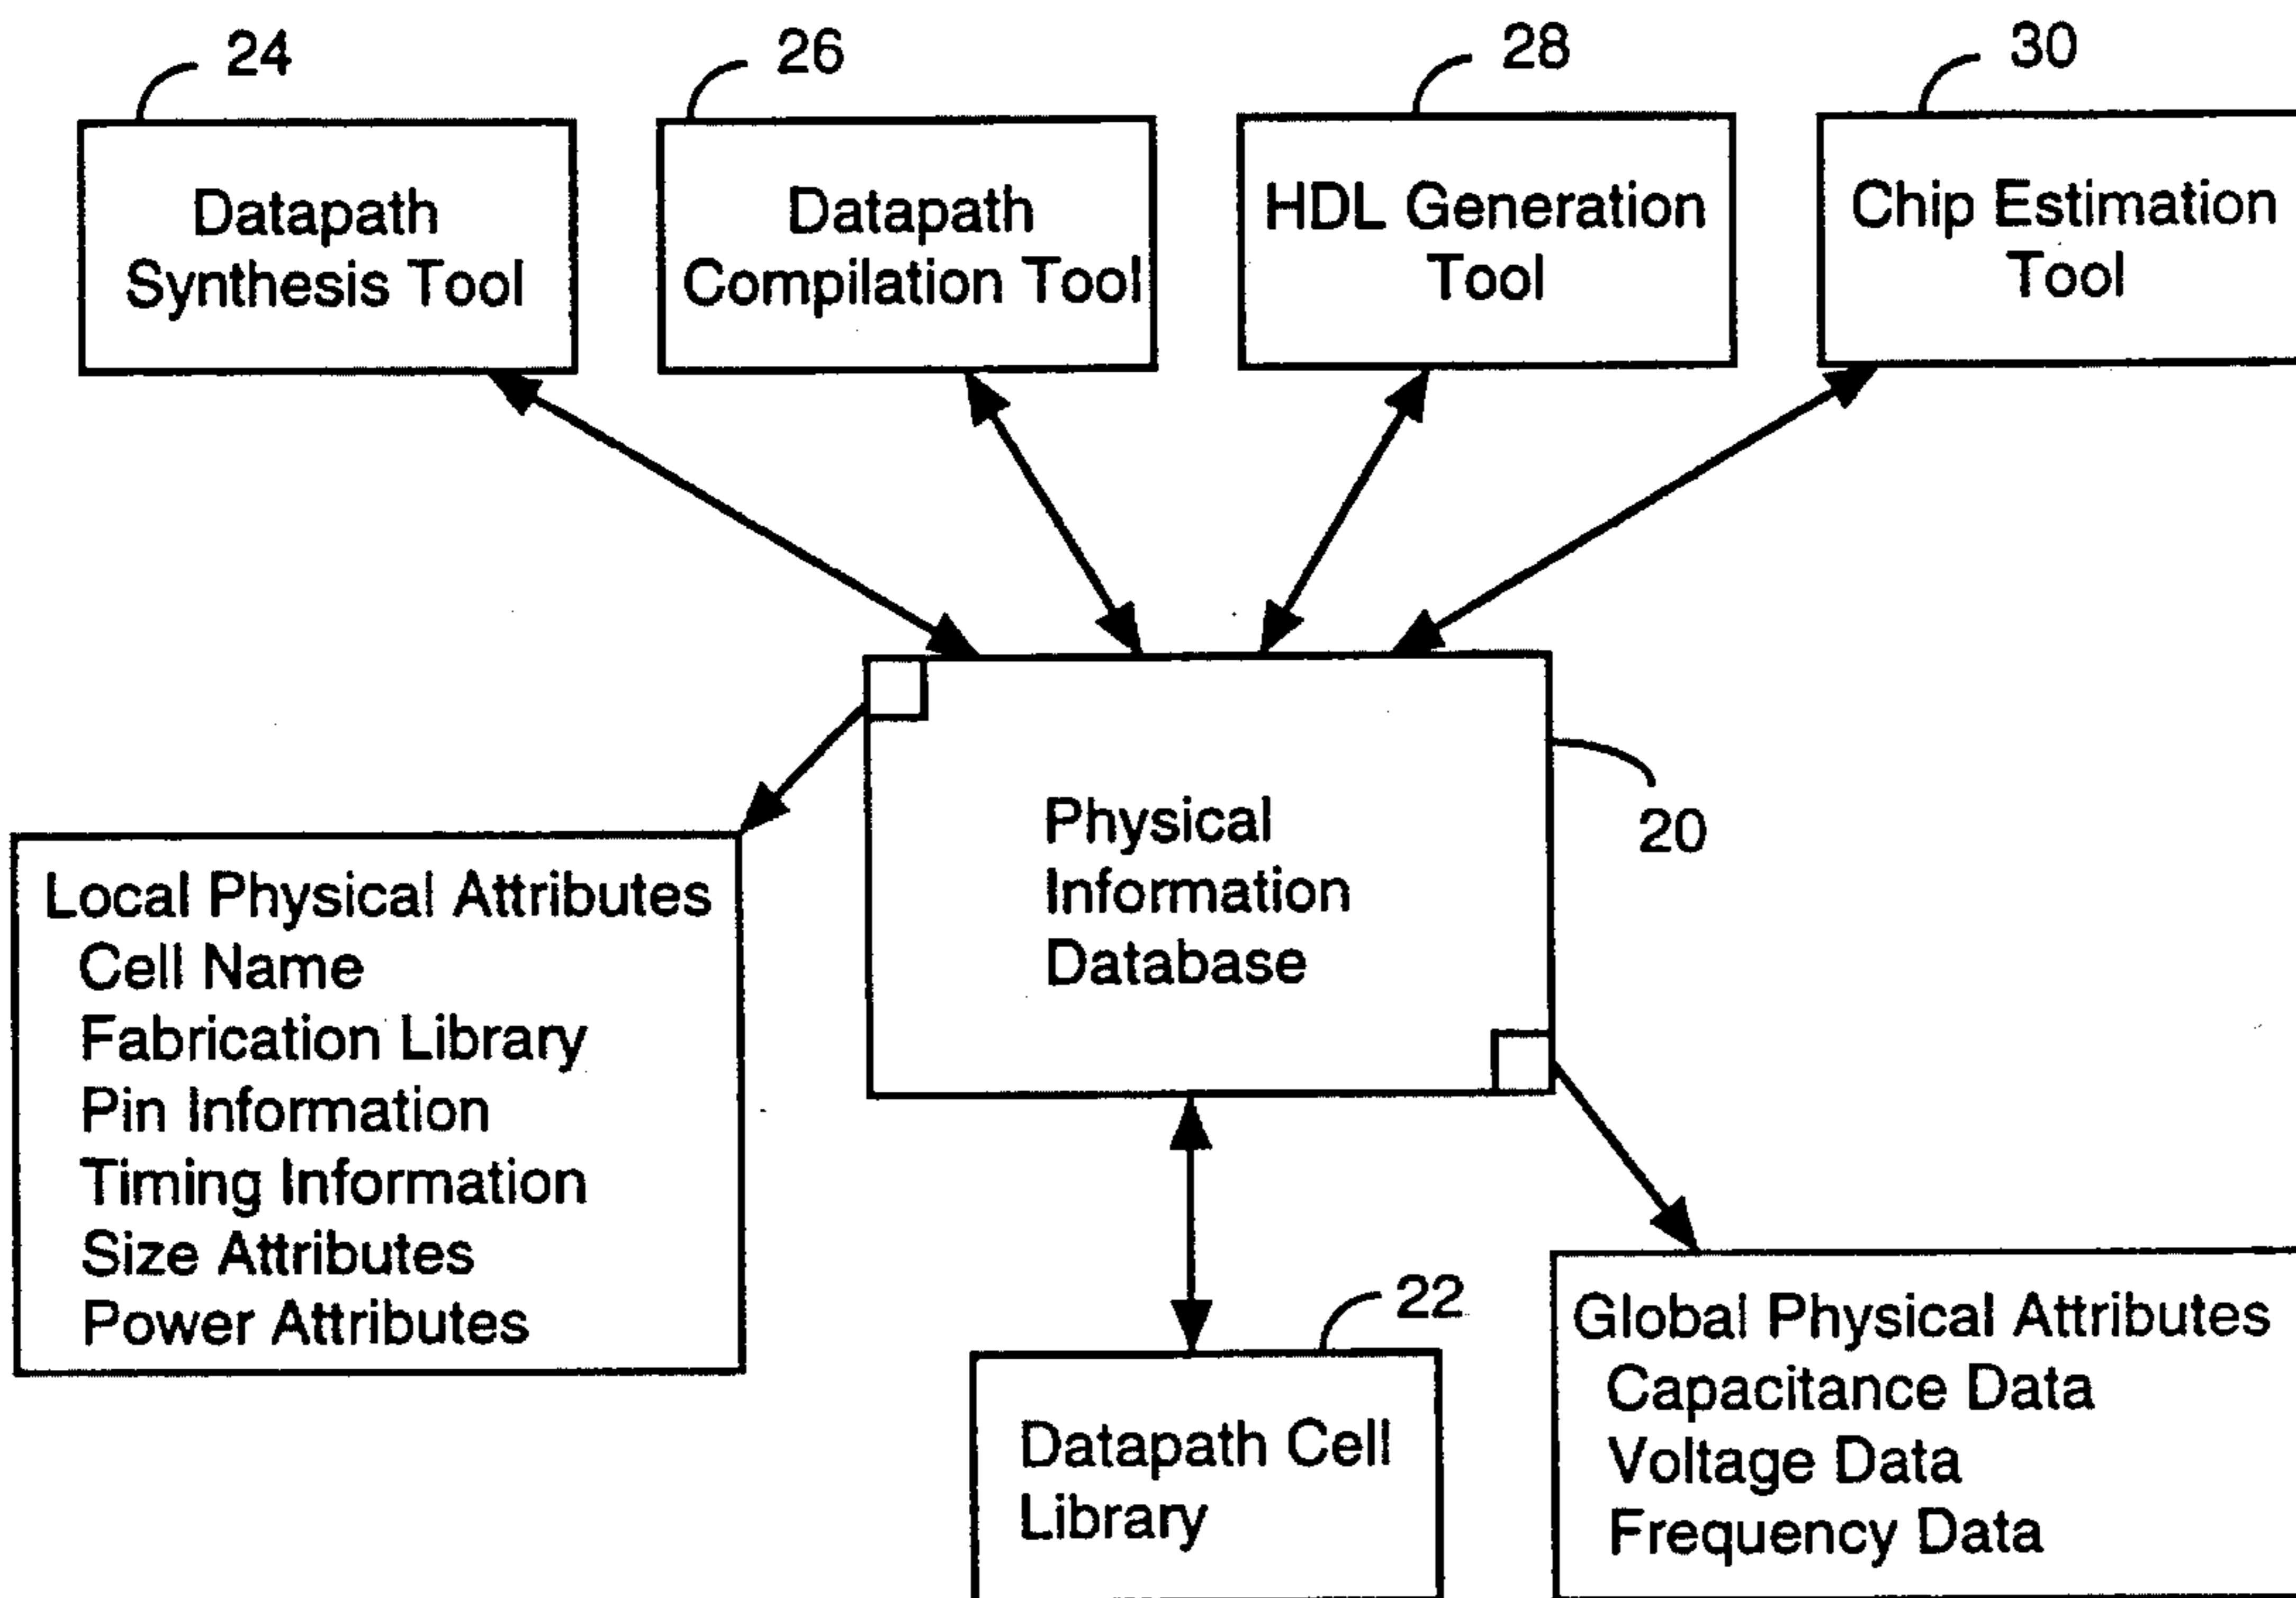 24
26
28
30
Datapath
Synthesis Tool
Datapath
Compilation Tool
HDL Generation
Tool
Chip Estimation
Tool
Physical
Information
Database
20
Local Physical Attributes
Cell Name
Fabrication Library
Pin Information
Timing Information
Size Attributes
Power Attributes
22
Datapath Cell
Library
Global Physical Attributes
Capacitance Data
Voltage Data
Frequency Data